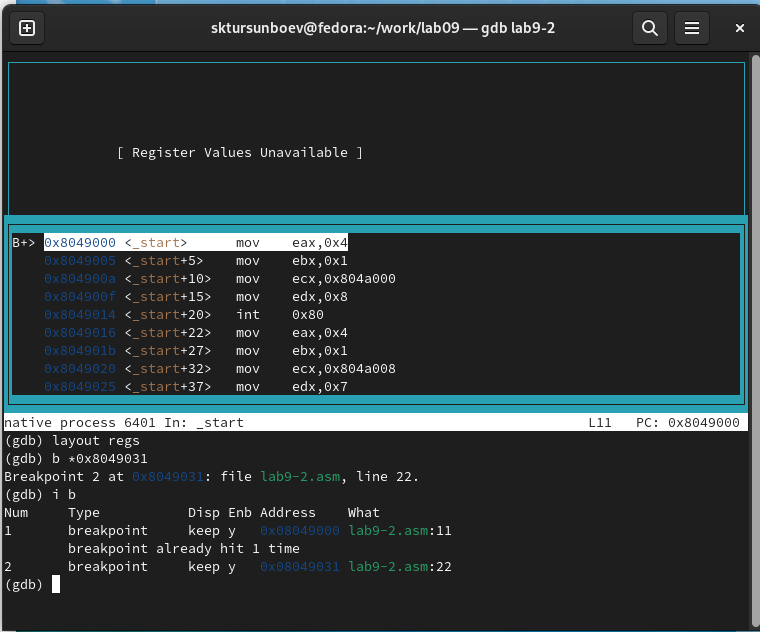 sktursunboev@fedora:~/work/lab09 — gdb lab9-2
[ Register Values Unavailable ]
B+> 0x8049000 <_start>      mov    eax,0x4
    0x8049005 <_start+5>    mov    ebx,0x1
    0x804900a <_start+10>   mov    ecx,0x804a000
    0x804900f <_start+15>   mov    edx,0x8
    0x8049014 <_start+20>   int    0x80
    0x8049016 <_start+22>   mov    eax,0x4
    0x804901b <_start+27>   mov    ebx,0x1
    0x8049020 <_start+32>   mov    ecx,0x804a008
    0x8049025 <_start+37>   mov    edx,0x7
native process 6401 In: _start                                           L11   PC: 0x8049000
(gdb) layout regs
(gdb) b *0x8049031
Breakpoint 2 at 0x8049031: file lab9-2.asm, line 22.
(gdb) i b
Num     Type           Disp Enb Address    What
1       breakpoint     keep y   0x08049000 lab9-2.asm:11
        breakpoint already hit 1 time
2       breakpoint     keep y   0x08049031 lab9-2.asm:22
(gdb)